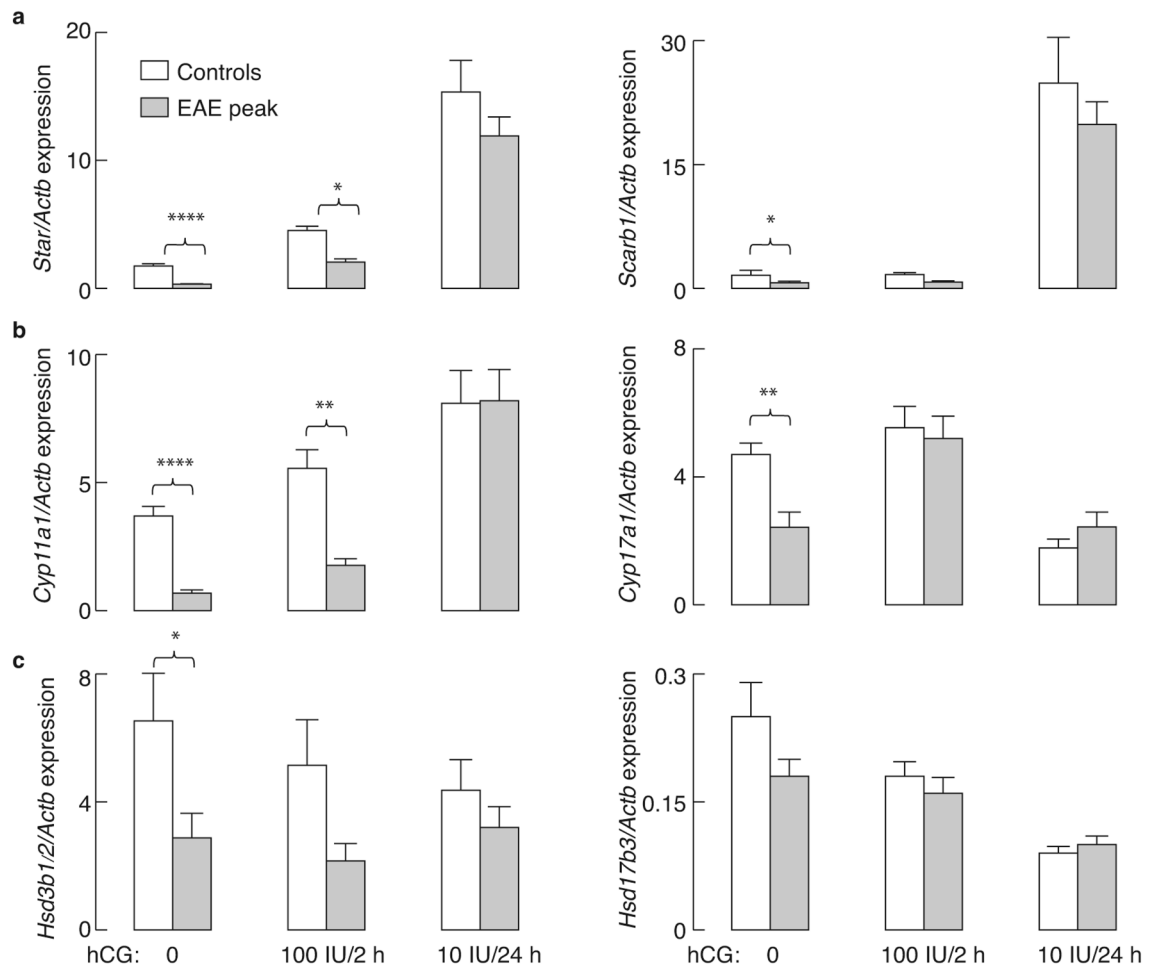 a
Star/Actb expression
20
10
0
Controls
EAE peak
****
*
Scarb1/Actb expression
30
15
0
*
b
Cyp11a1/Actb expression
10
5
0
****
**
Cyp17a1/Actb expression
8
4
0
**
c
Hsd3b1/2/Actb expression
8
4
0
*
Hsd17b3/Actb expression
0.3
0.15
0
hCG: 0 100 IU/2 h 10 IU/24 h
0 100 IU/2 h 10 IU/24 h